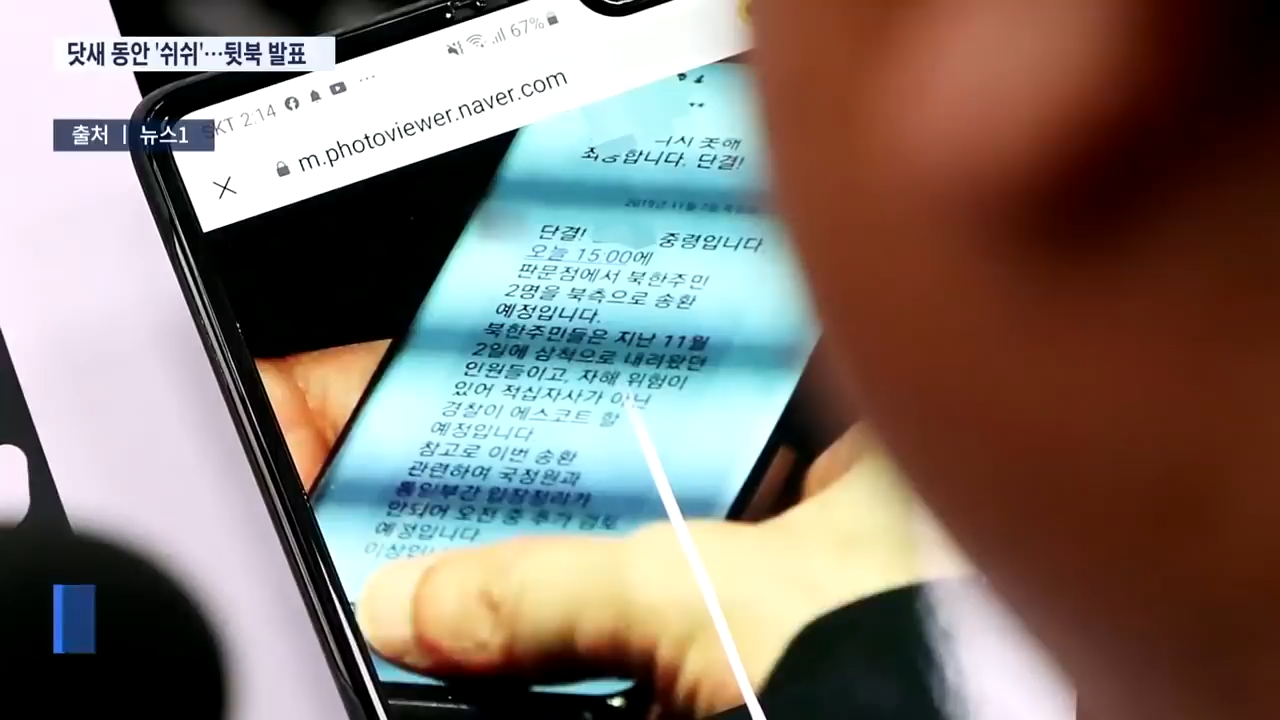 닷새 동안 '쉬쉬'…뒷북 발표
출처 | 뉴스1
SKT 2:14
67%
m.photoviewer.naver.com
죄송합니다. 단결!
단결! 중령입니다
오늘 15:00에
판문점에서 북한주민
2명을 북측으로 송환
예정입니다.
북한주민들은 지난 11월
2일에 삼척으로 내려왔던
인원들이고, 자해 위험이
있어 적십자사가 아닌
경찰이 에스코트 할
예정입니다
참고로 이번 송환
관련하여 국정원과
통일부간 입장정리가
안되어 오전 중 추가 검토
예정입니다